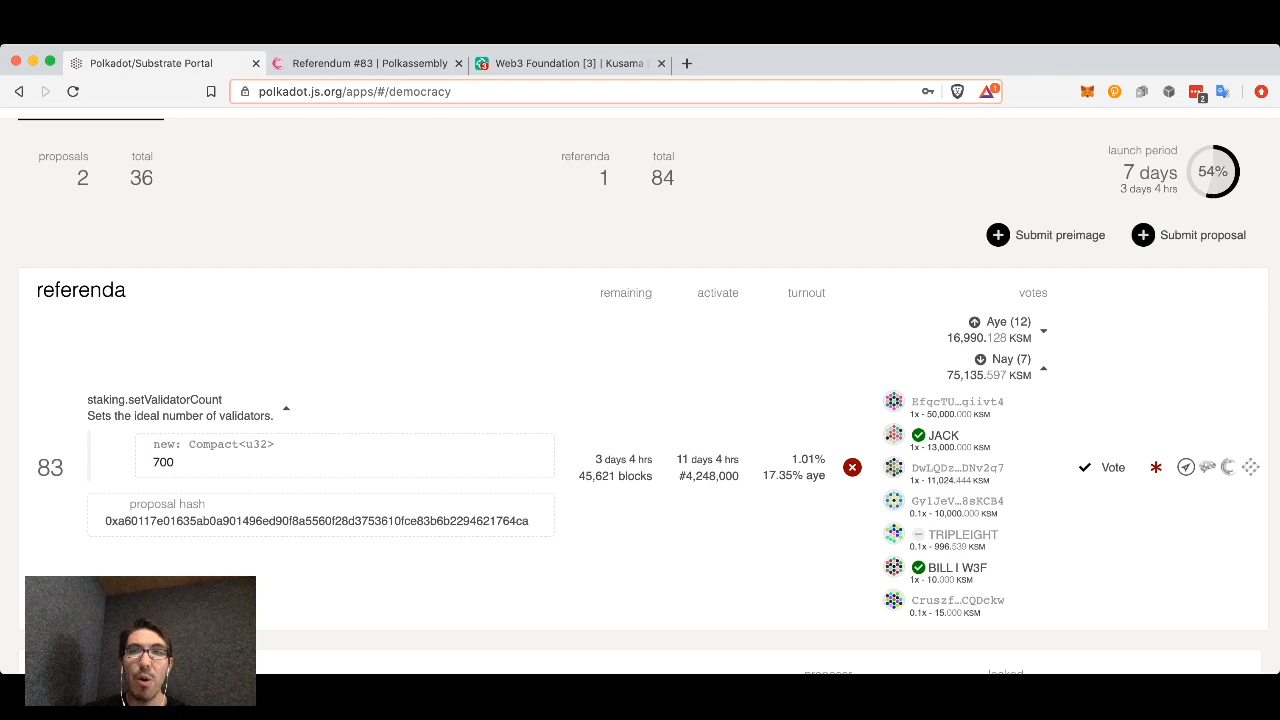 Polkadot/Substrate Portal
Referendum #83 | Polkassembly
Web3 Foundation [3] | Kusama
polkadot.js.org/apps/#/democracy
1
2
proposals total
2 36
referenda total
1 84
launch period
7 days
3 days 4 hrs
54%
Submit preimage
Submit proposal
referenda
remaining activate turnout votes
Aye (12)
16,990.128 KSM
Nay (7)
75,135.597 KSM
83
staking.setValidatorCount
Sets the ideal number of validators.
new: Compact<u32>
700
proposal hash
0xa60117e01635ab0a901496ed90f8a5560f28d3753610fce83b6b2294621764ca
3 days 4 hrs
45,621 blocks
11 days 4 hrs
#4,248,000
1.01%
17.35% aye
EfgcTU…giivt4
1x - 50,000.000 KSM
JACK
1x - 13,000.000 KSM
DwLQDz…DNv2q7
1x - 11,024.444 KSM
GylJeV…8sKCB4
0.1x - 10,000.000 KSM
TRIPLEIGHT
0.1x - 996.539 KSM
BILL | W3F
1x - 10.000 KSM
Cruszf…CQDckw
0.1x - 15.000 KSM
Vote
proposer locked